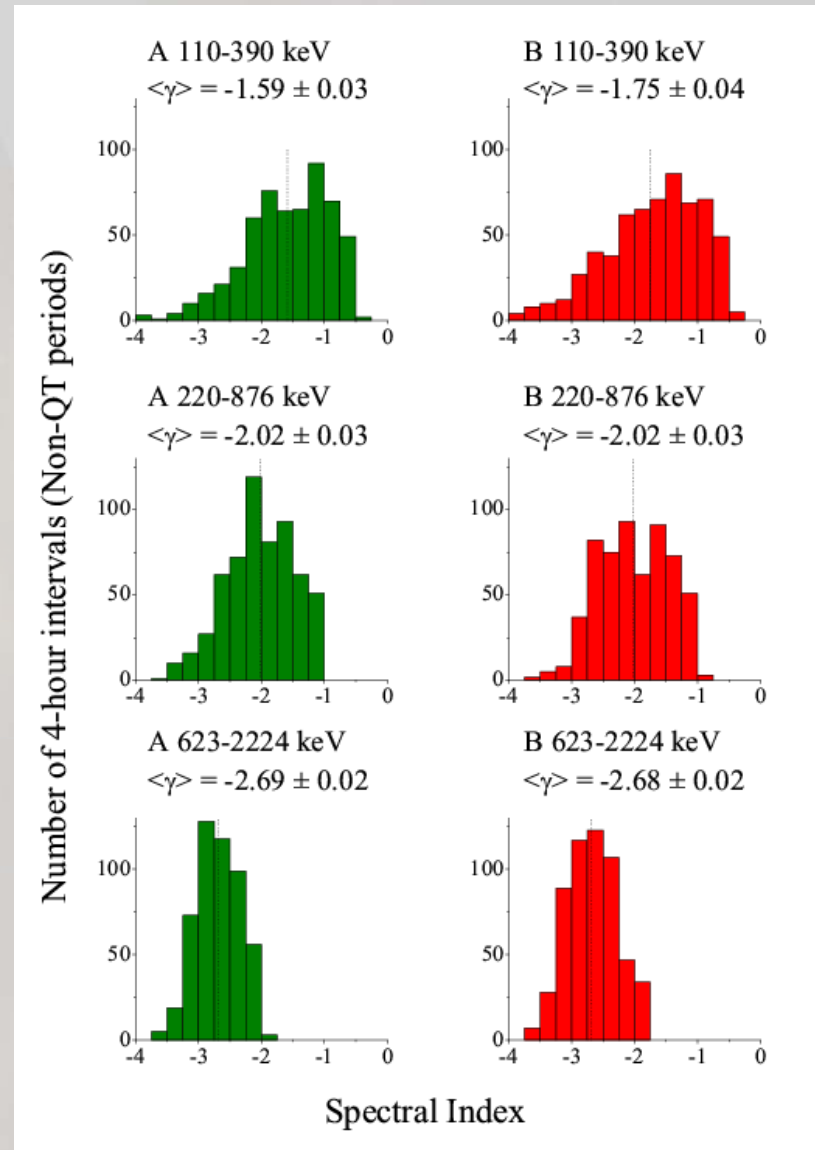 A 110-390 keV
<γ> = -1.59 ± 0.03
100
50
0
-4 -3 -2 -1 0
B 110-390 keV
<γ> = -1.75 ± 0.04
100
50
0
-4 -3 -2 -1 0
A 220-876 keV
<γ> = -2.02 ± 0.03
100
50
0
-4 -3 -2 -1 0
B 220-876 keV
<γ> = -2.02 ± 0.03
100
50
0
-4 -3 -2 -1 0
A 623-2224 keV
<γ> = -2.69 ± 0.02
100
50
0
-4 -3 -2 -1 0
B 623-2224 keV
<γ> = -2.68 ± 0.02
100
50
0
-4 -3 -2 -1 0
Number of 4-hour intervals (Non-QT periods)
Spectral Index